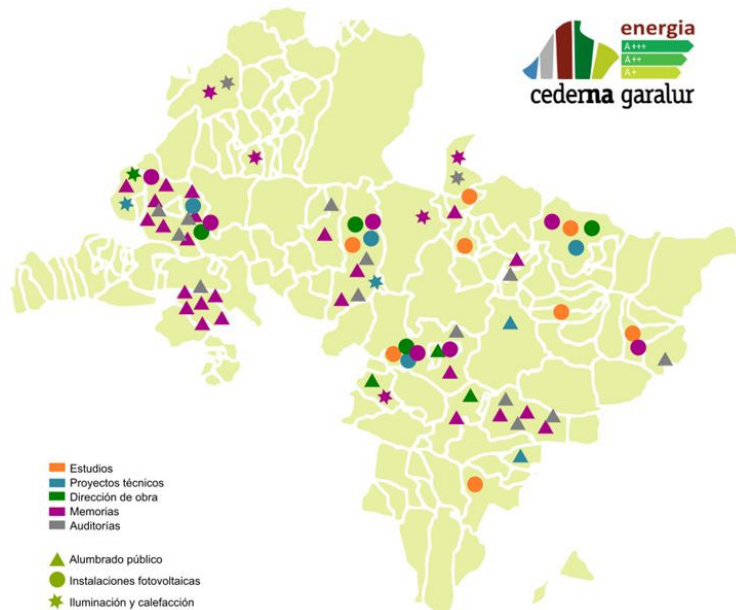 energia
A+++
A++
A+
cederna garalur
Estudios
Proyectos técnicos
Dirección de obra
Memorias
Auditorías
Alumbrado público
Instalaciones fotovoltaicas
Iluminación y calefacción